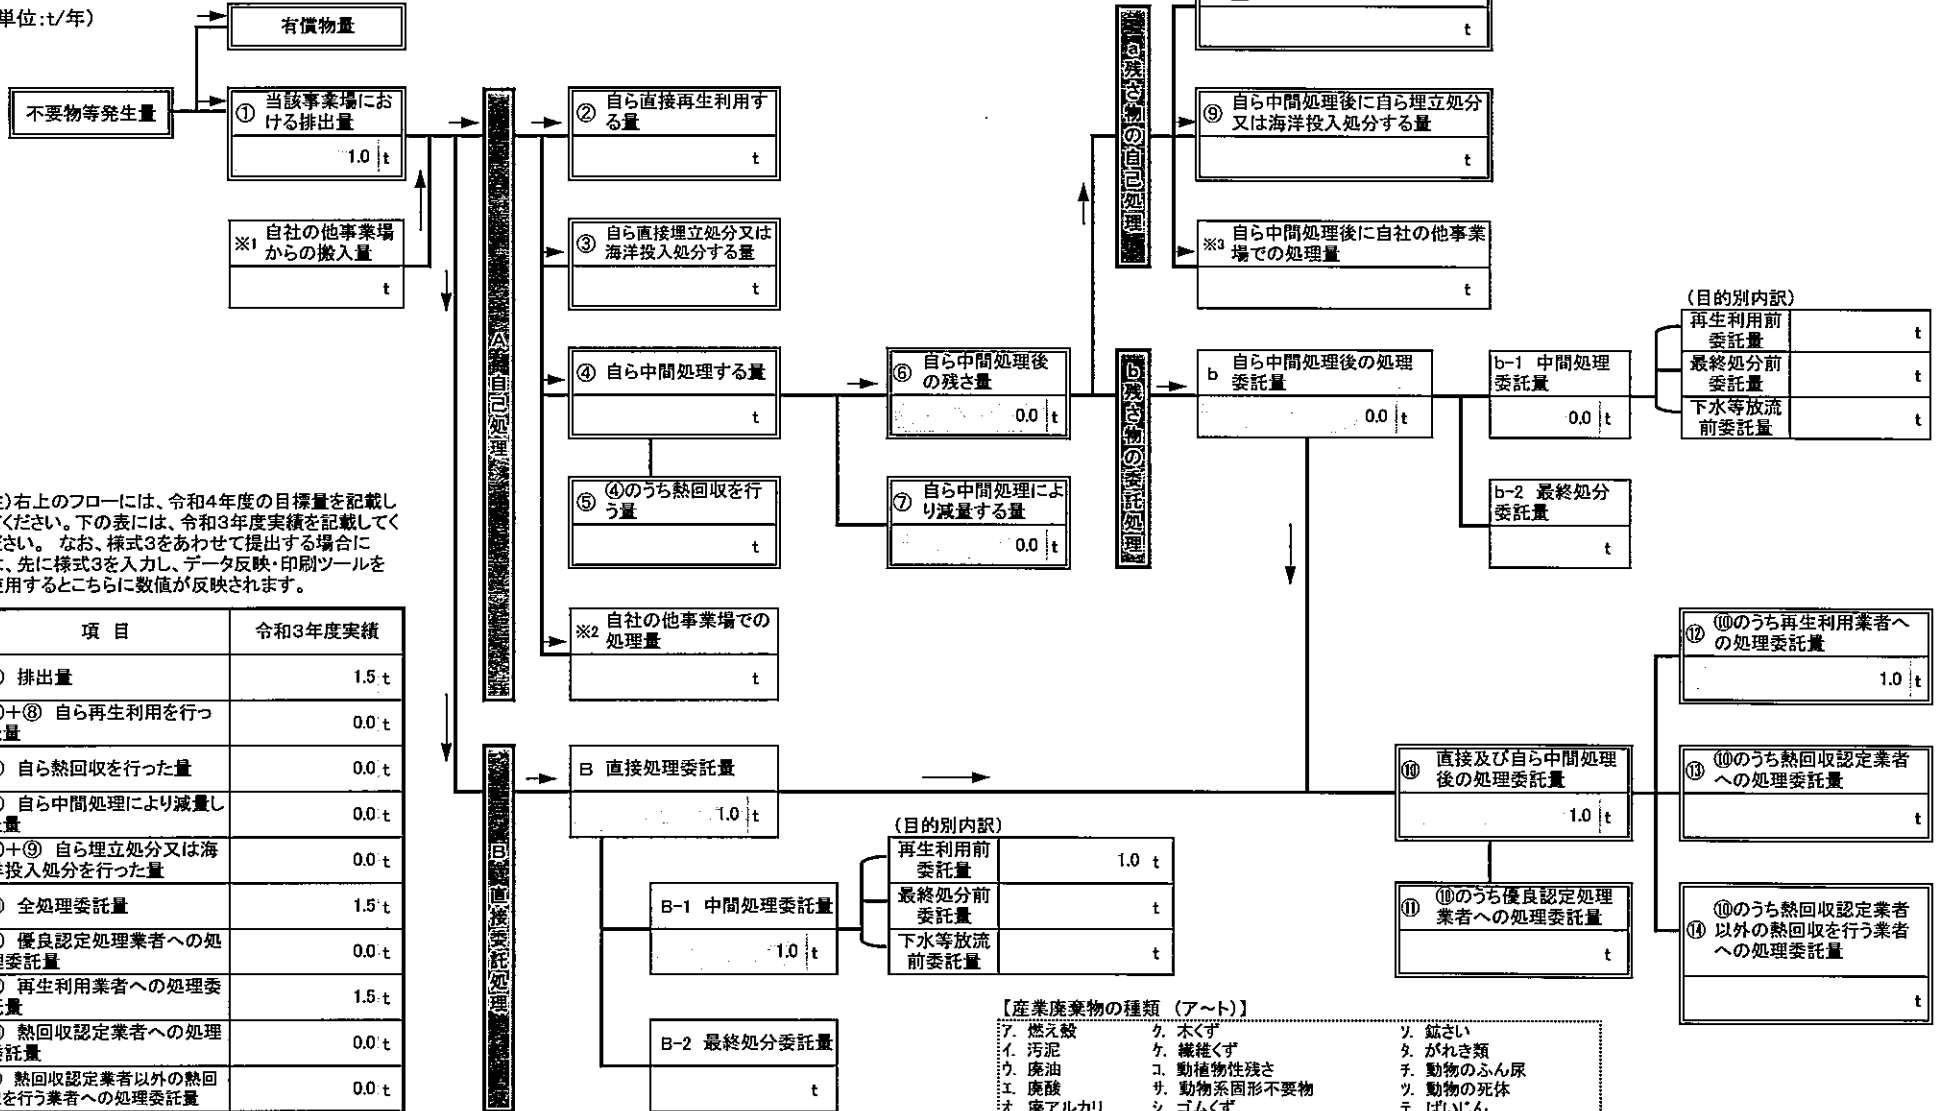 単位:t/年)
有償物量
t
不要物等発生量
① 当該事業場にお
ける排出量
1.0 t
② 自ら直接再生利用す
る量
t
a残さ物の自己処理
⑨ 自ら中間処理後に自ら埋立処分
又は海洋投入処分する量
t
※1 自社の他事業場
からの搬入量
t
③ 自ら直接埋立処分又は
海洋投入処分する量
t
※3 自ら中間処理後に自社の他事業
場での処理量
t
A 自己処理
④ 自ら中間処理する量
t
⑥ 自ら中間処理後
の残さ量
0.0 t
b残さ物の委託処理
b 自ら中間処理後の処理
委託量
0.0 t
b-1 中間処理
委託量
0.0 t
(目的別内訳)
再生利用前
委託量
t
最終処分前
委託量
t
下水等放流
前委託量
t
⑤ ④のうち熱回収を行
う量
t
⑦ 自ら中間処理によ
り減量する量
0.0 t
b-2 最終処分
委託量
t
)右上のフローには、令和4年度の目標量を記載し
ください。下の表には、令和3年度実績を記載してく
さい。 なお、様式3をあわせて提出する場合に
、先に様式3を入力し、データ反映・印刷ツールを
用するとこちらに数値が反映されます。
※2 自社の他事業場での
処理量
t
項 目 令和3年度実績
) 排出量 1.5 t
)+⑧ 自ら再生利用を行っ
量 0.0 t
) 自ら熱回収を行った量 0.0 t
) 自ら中間処理により減量し
量 0.0 t
)+⑨ 自ら埋立処分又は海
投入処分を行った量 0.0 t
) 全処理委託量 1.5 t
) 優良認定処理業者への処
委託量 0.0 t
) 再生利用業者への処理委
量 1.5 t
) 熱回収認定業者への処理
託量 0.0 t
) 熱回収認定業者以外の熱回
を行う業者への処理委託量 0.0 t
B 直接委託処理
B 直接処理委託量
1.0 t
B-1 中間処理委託量
1.0 t
(目的別内訳)
再生利用前
委託量
1.0 t
最終処分前
委託量
t
下水等放流
前委託量
t
B-2 最終処分委託量
t
⑩ 直接及び自ら中間処理
後の処理委託量
1.0 t
⑪ ⑩のうち優良認定処理
業者への処理委託量
t
⑫ ⑩のうち再生利用業者へ
の処理委託量
1.0 t
⑬ ⑩のうち熱回収認定業者
への処理委託量
t
⑭ ⑩のうち熱回収認定業者
以外の熱回収を行う業者
への処理委託量
t
【産業廃棄物の種類 (ア~ト)】
ア. 燃え殻 ク. 木くず ソ. 鉱さい
イ. 汚泥 ケ. 繊維くず タ. がれき類
ウ. 廃油 コ. 動植物性残さ チ. 動物のふん尿
エ. 廃酸 サ. 動物系固形不要物 ツ. 動物の死体
オ. 廃アルカリ シ. ゴムくず テ. ばいじん